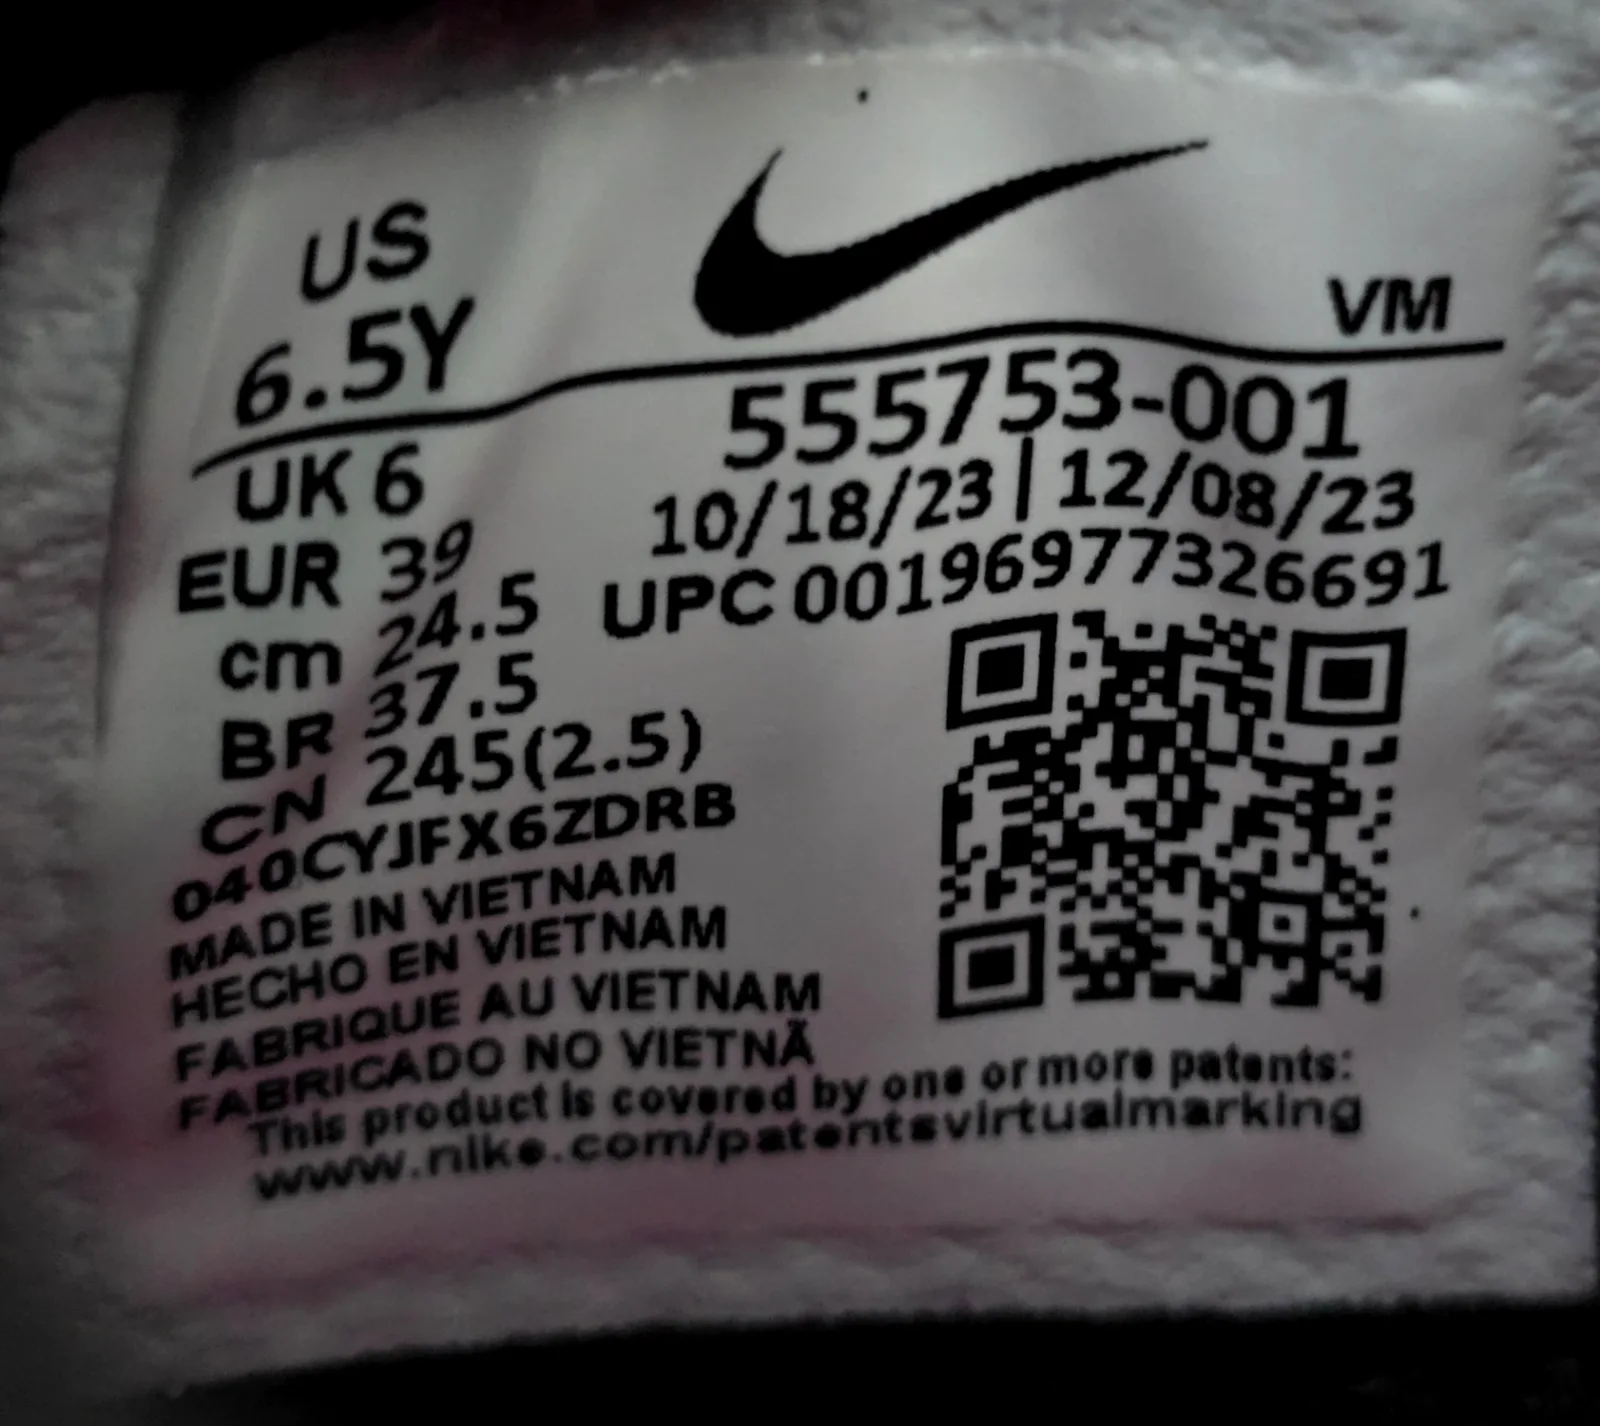 US
6.5Y
VM
UK 6
EUR 39
cm 24.5
BR 37.5
CN 245(2.5)
555753-001
10/18/23 | 12/08/23
UPC 00196977326691
040CYJFX6ZDRB
MADE IN VIETNAM
HECHO EN VIETNAM
FABRIQUE AU VIETNAM
FABRICADO NO VIETNÃ
This product is covered by one or more patents:
www.nike.com/patentsvirtualmarking